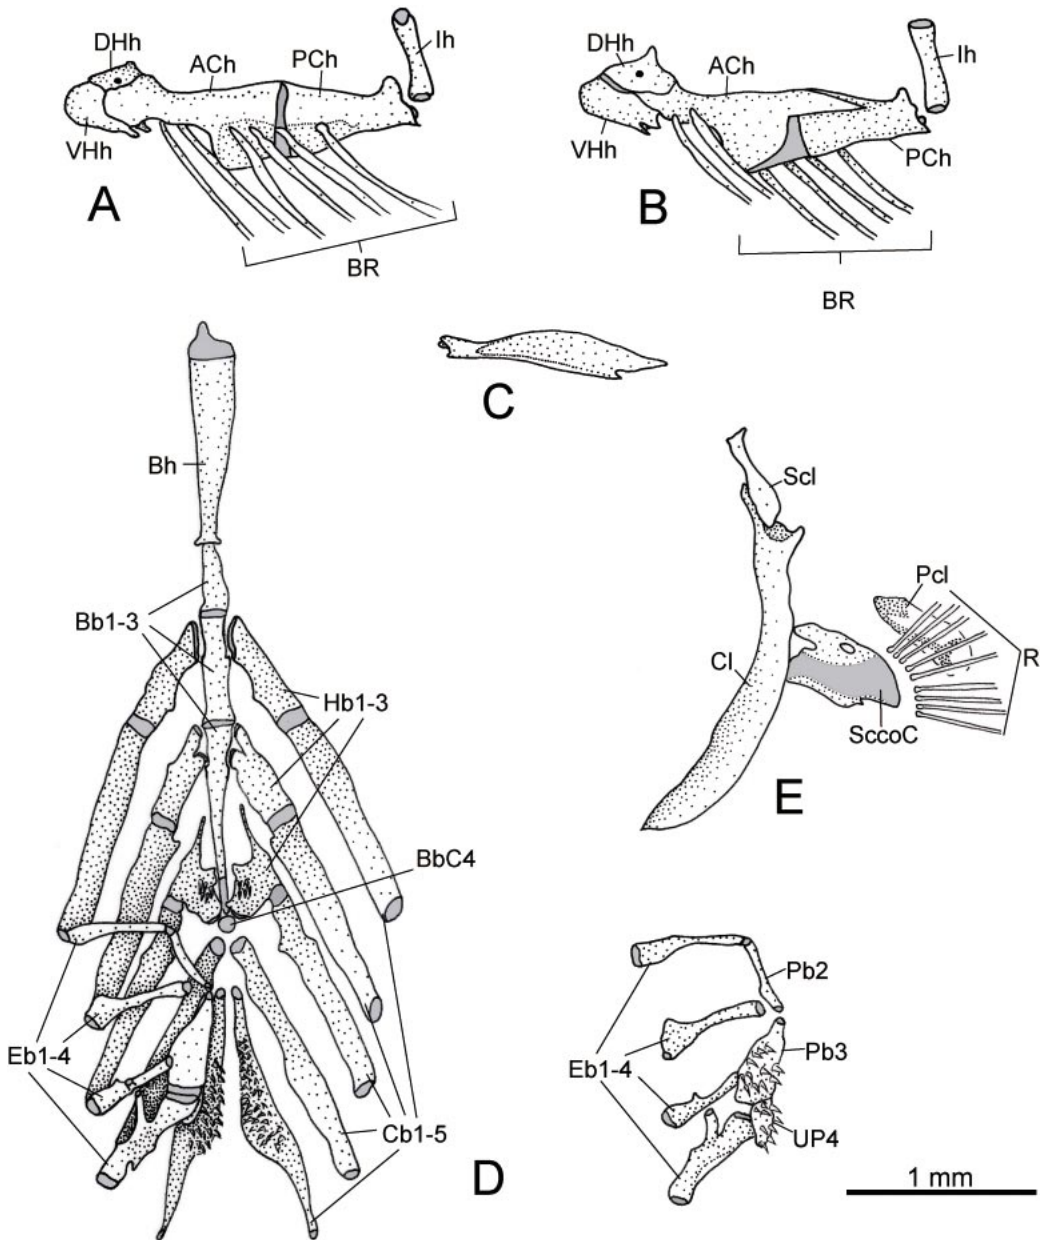 DHh
ACh
PCh
Ih
VHh
A
BR
DHh
ACh
Ih
VHh
PCh
B
BR
C
Bh
Bb1-3
Hb1-3
BbC4
Eb1-4
Cb1-5
D
Scl
Pcl
Cl
R
SccoC
E
Pb2
Pb3
Eb1-4
UP4
1 mm